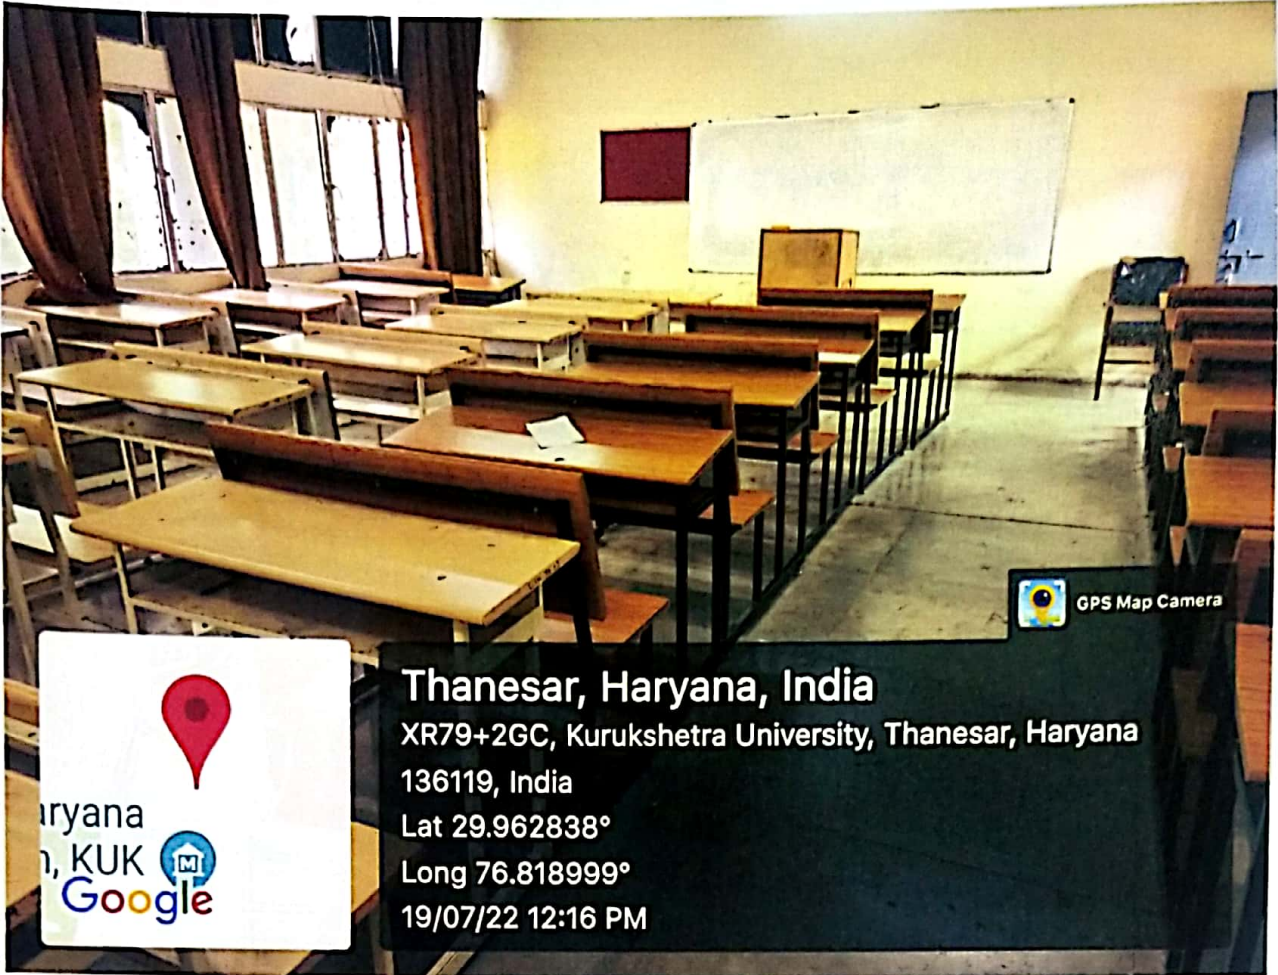 GPS Map Camera
Thanesar, Haryana, India
XR79+2GC, Kurukshetra University, Thanesar, Haryana
136119, India
Lat 29.962838°
Long 76.818999°
19/07/22 12:16 PM
aryana
, KUK
Google